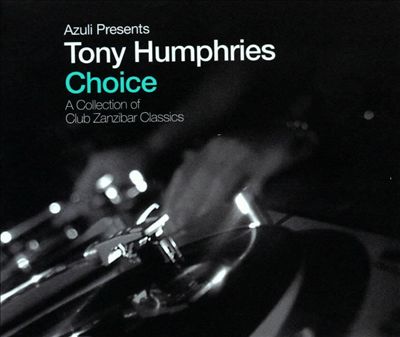 Azuli Presents
Tony Humphries
Choice
A Collection of
Club Zanzibar Classics